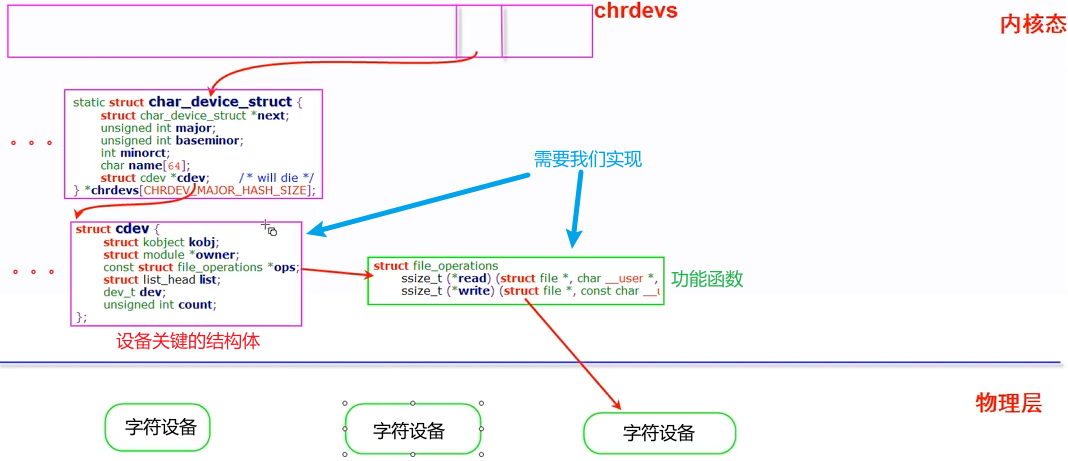 chrdevs
内核态
static struct char_device_struct {
struct char_device_struct *next;
unsigned int major;
unsigned int baseminor;
int minorct;
char name[64];
struct cdev *cdev; /* will die */
} *chrdevs[CHRDEV_MAJOR_HASH_SIZE];
需要我们实现
struct cdev {
struct kobject kobj;
struct module *owner;
const struct file_operations *ops;
struct list_head list;
dev_t dev;
unsigned int count;
};
struct file_operations
ssize_t (*read) (struct file *, char __user *,
ssize_t (*write) (struct file *, const char __u
功能函数
设备关键的结构体
物理层
字符设备
字符设备
字符设备